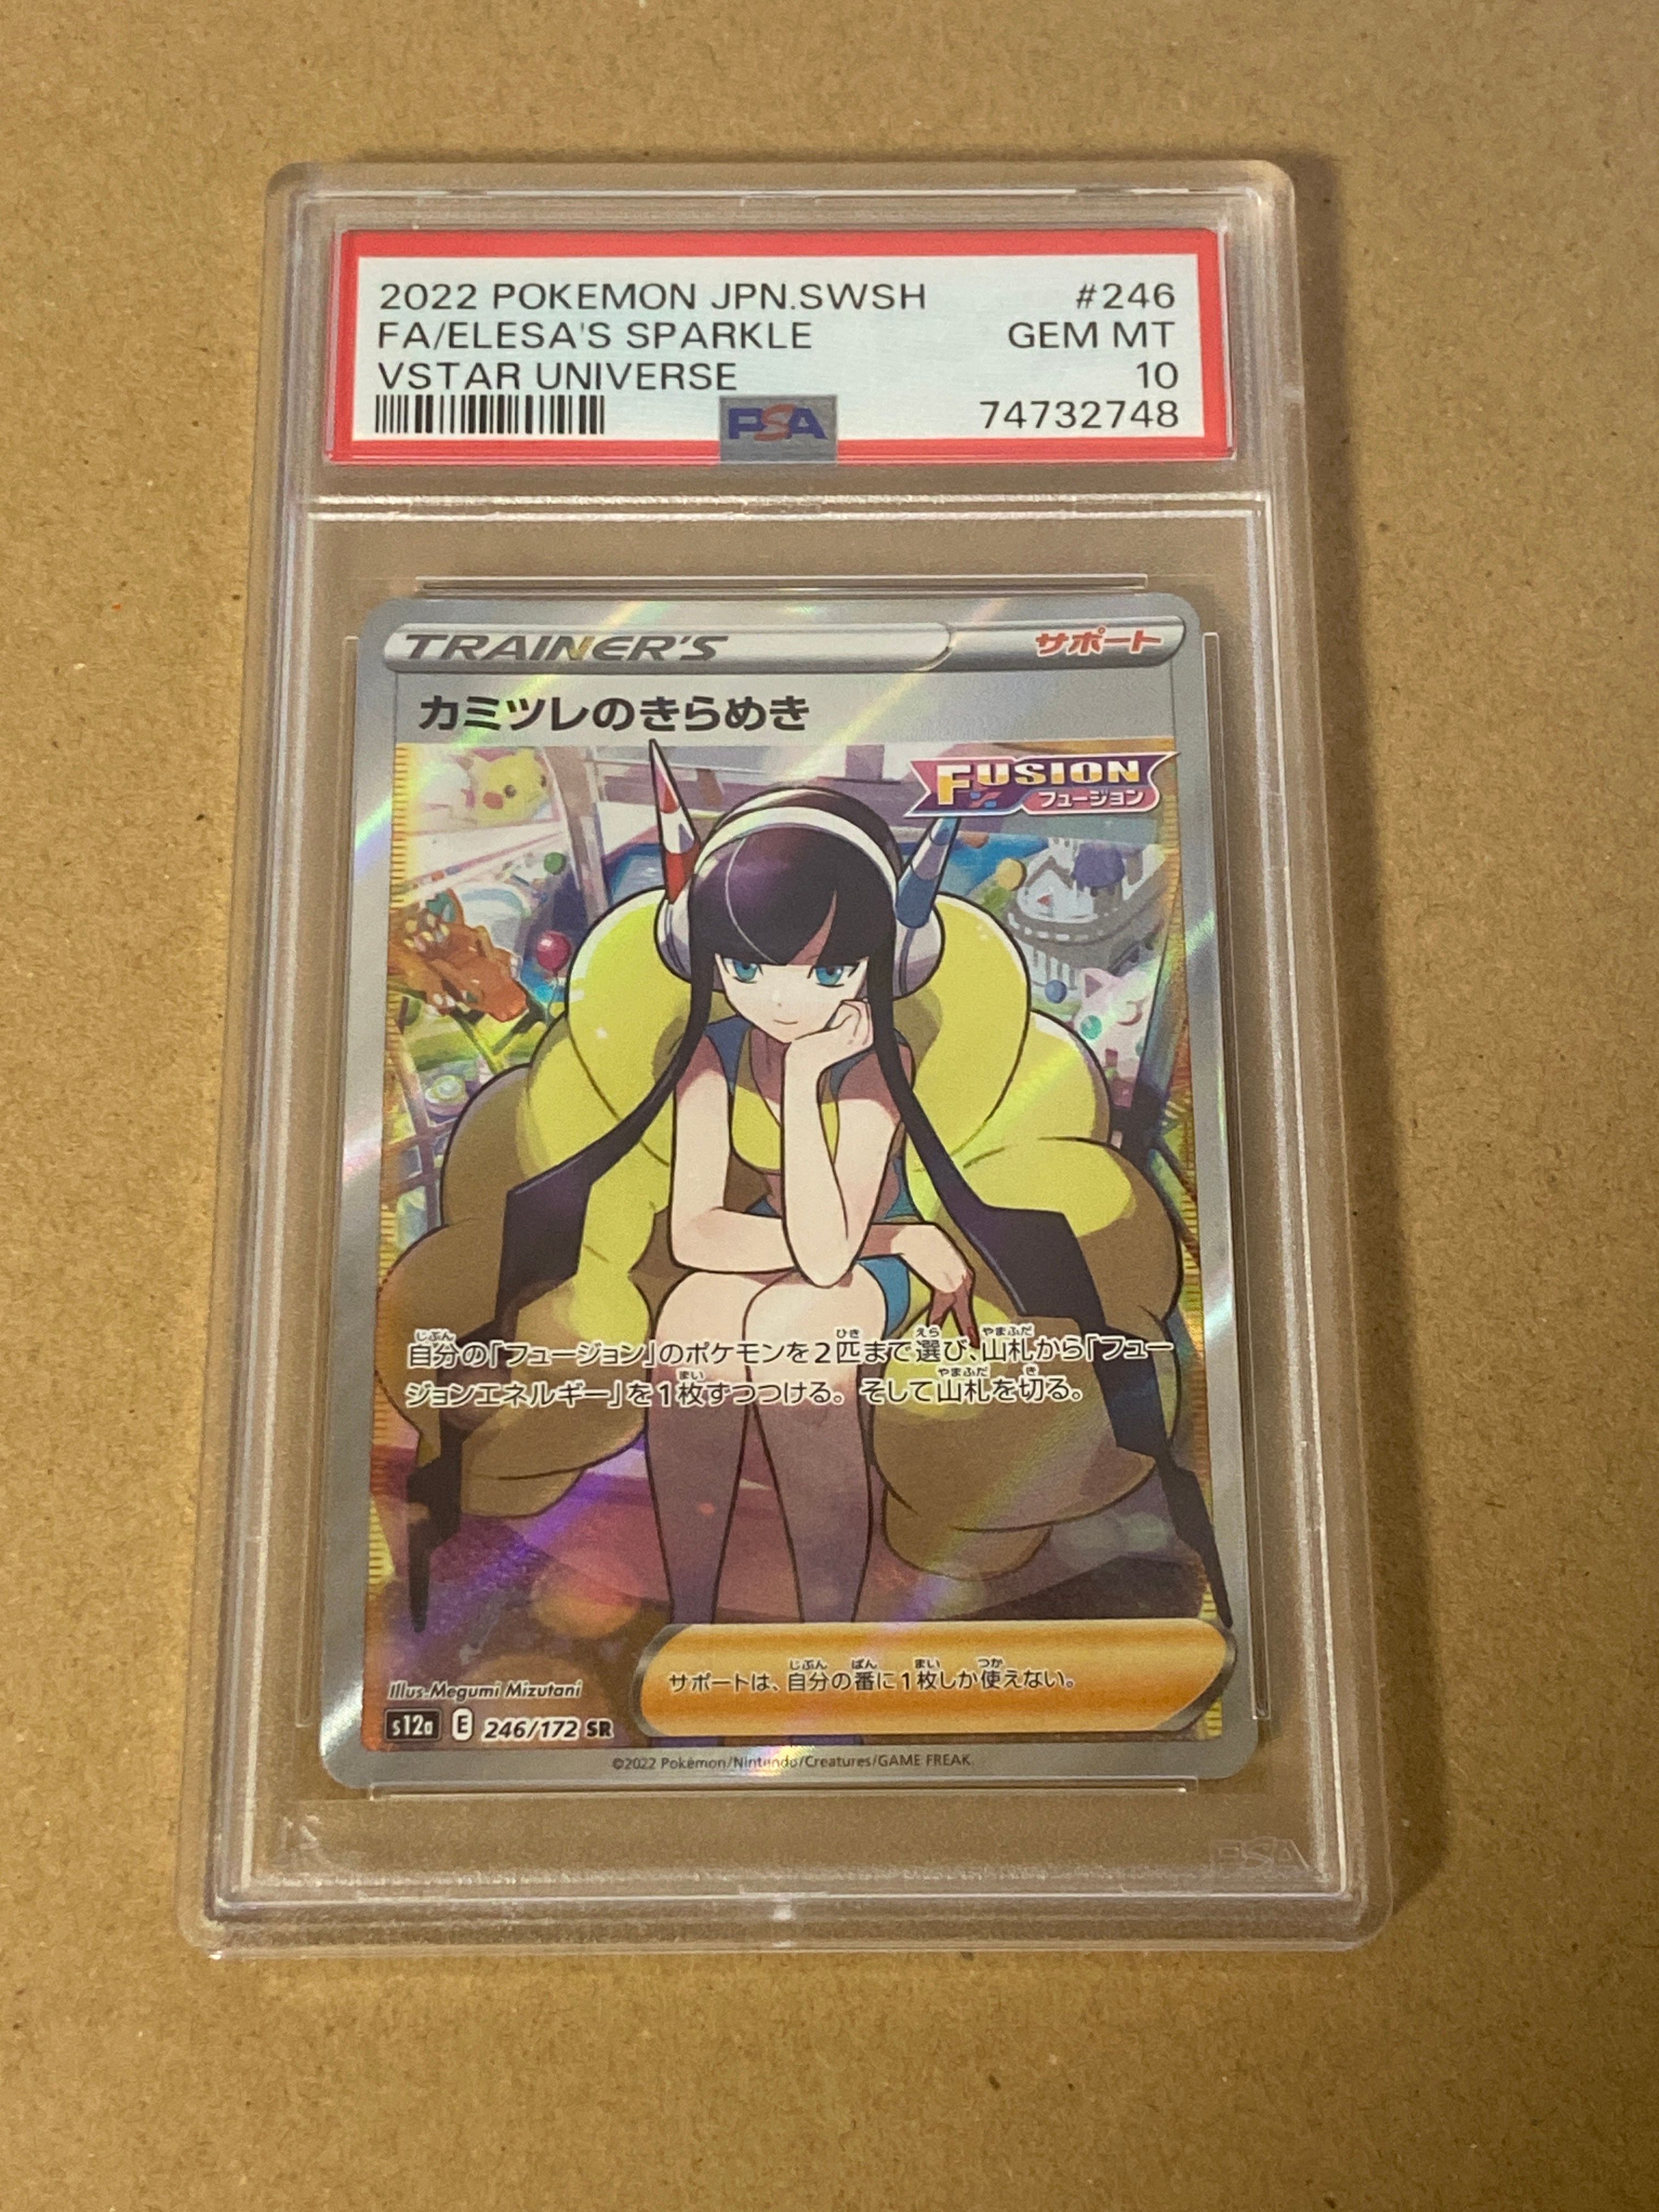 2022 POKEMON JPN.SWSH #246
FA/ELESA'S SPARKLE GEM MT
VSTAR UNIVERSE 10
PSA 74732748
TRAINER'S サポート
カミツレのきらめき
FUSION
フュージョン
自分の「フュージョン」のポケモンを2匹まで選び、山札から「フュー
ジョンエネルギー」を1枚ずつつける。そして山札を切る。
サポートは、自分の番に1枚しか使えない。
Illus.Megumi Mizutani
s12a E 246/172 SR
©2022 Pokémon/Nintendo/Creatures/GAME FREAK.
PSA